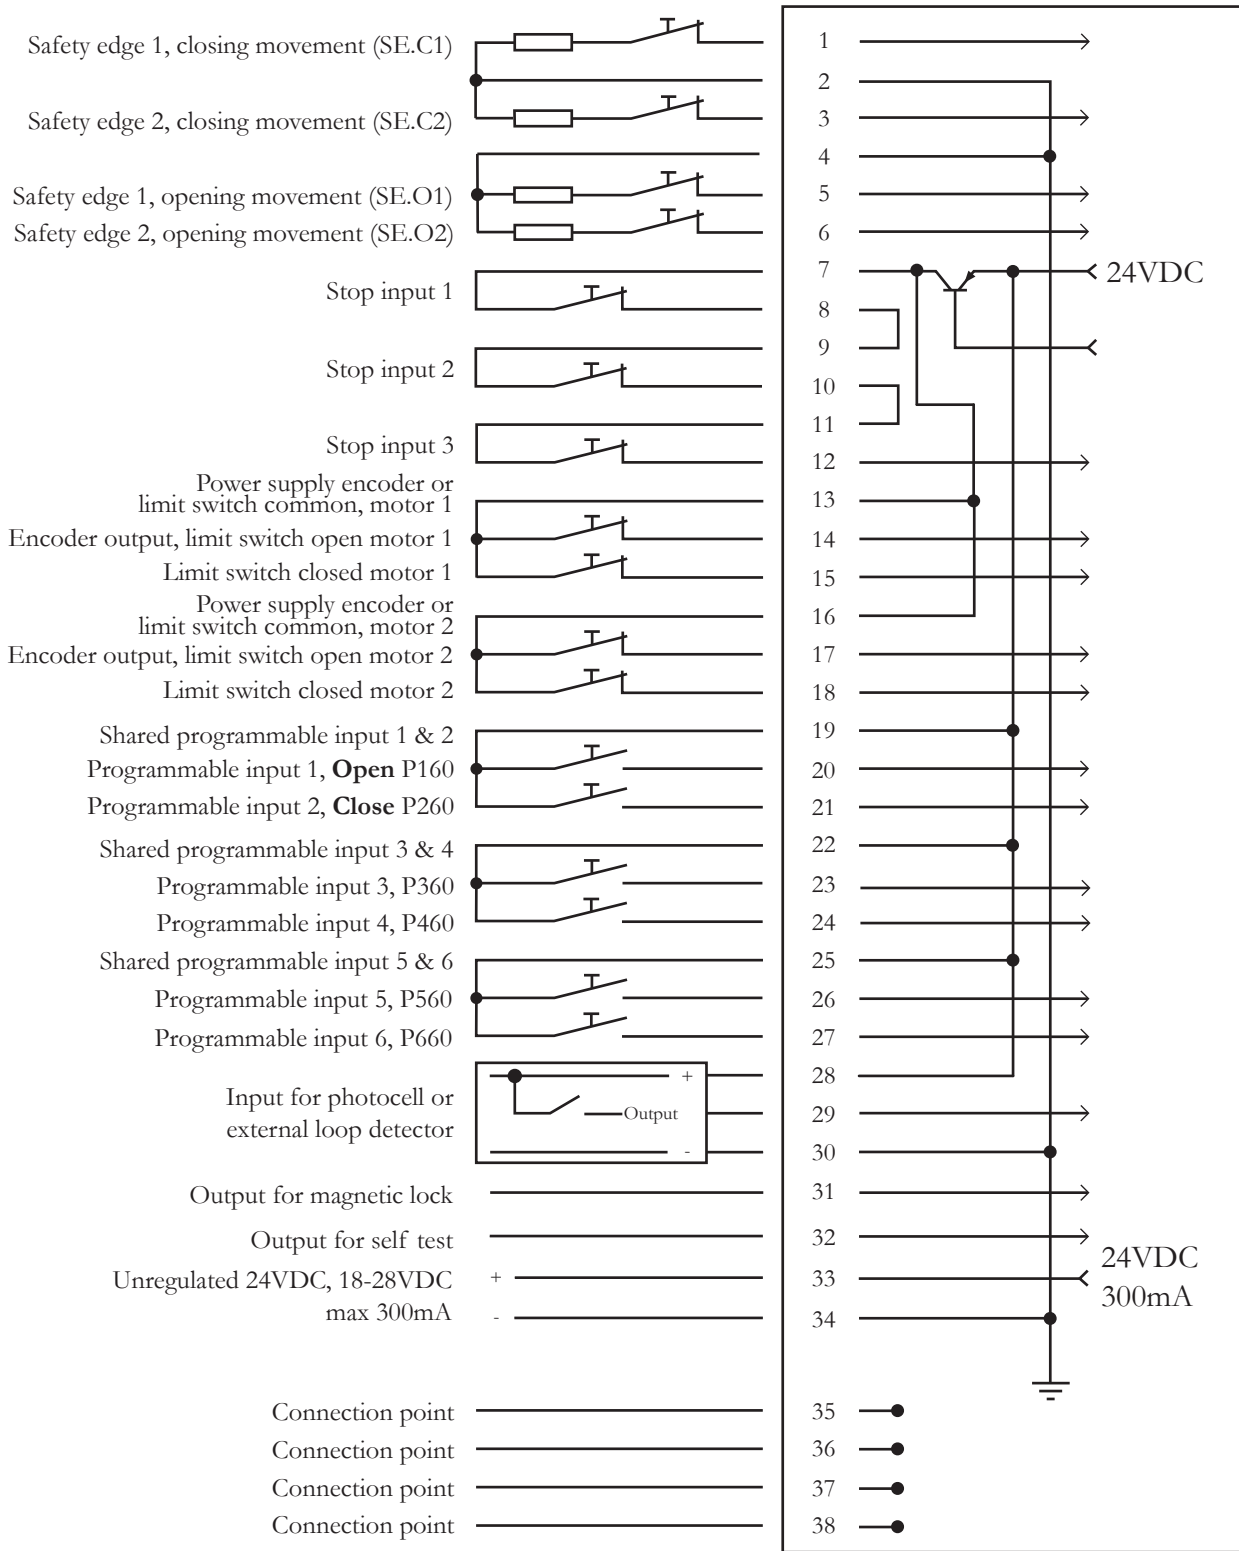 Safety edge 1, closing movement (SE.C1)
1
2
Safety edge 2, closing movement (SE.C2)
3
4
Safety edge 1, opening movement (SE.O1)
5
Safety edge 2, opening movement (SE.O2)
6
7
24VDC
Stop input 1
8
9
Stop input 2
10
11
Stop input 3
12
Power supply encoder or
limit switch common, motor 1
13
Encoder output, limit switch open motor 1
14
Limit switch closed motor 1
15
Power supply encoder or
limit switch common, motor 2
16
Encoder output, limit switch open motor 2
17
Limit switch closed motor 2
18
Shared programmable input 1 & 2
19
Programmable input 1, Open P160
20
Programmable input 2, Close P260
21
Shared programmable input 3 & 4
22
Programmable input 3, P360
23
Programmable input 4, P460
24
Shared programmable input 5 & 6
25
Programmable input 5, P560
26
Programmable input 6, P660
27
+
28
Input for photocell or
external loop detector
Output
29
-
30
Output for magnetic lock
31
Output for self test
32
Unregulated 24VDC, 18-28VDC
max 300mA
+
33
24VDC
300mA
-
34
Connection point
35
Connection point
36
Connection point
37
Connection point
38